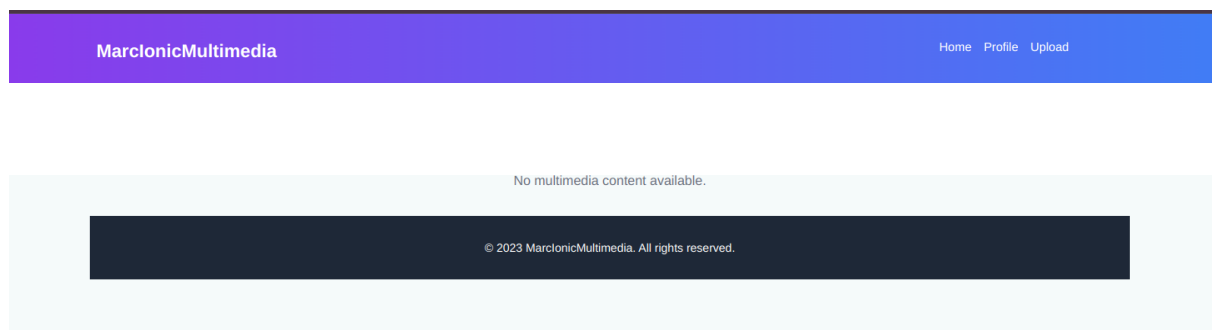 MarcIonicMultimedia
Home Profile Upload
No multimedia content available.
© 2023 MarcIonicMultimedia. All rights reserved.